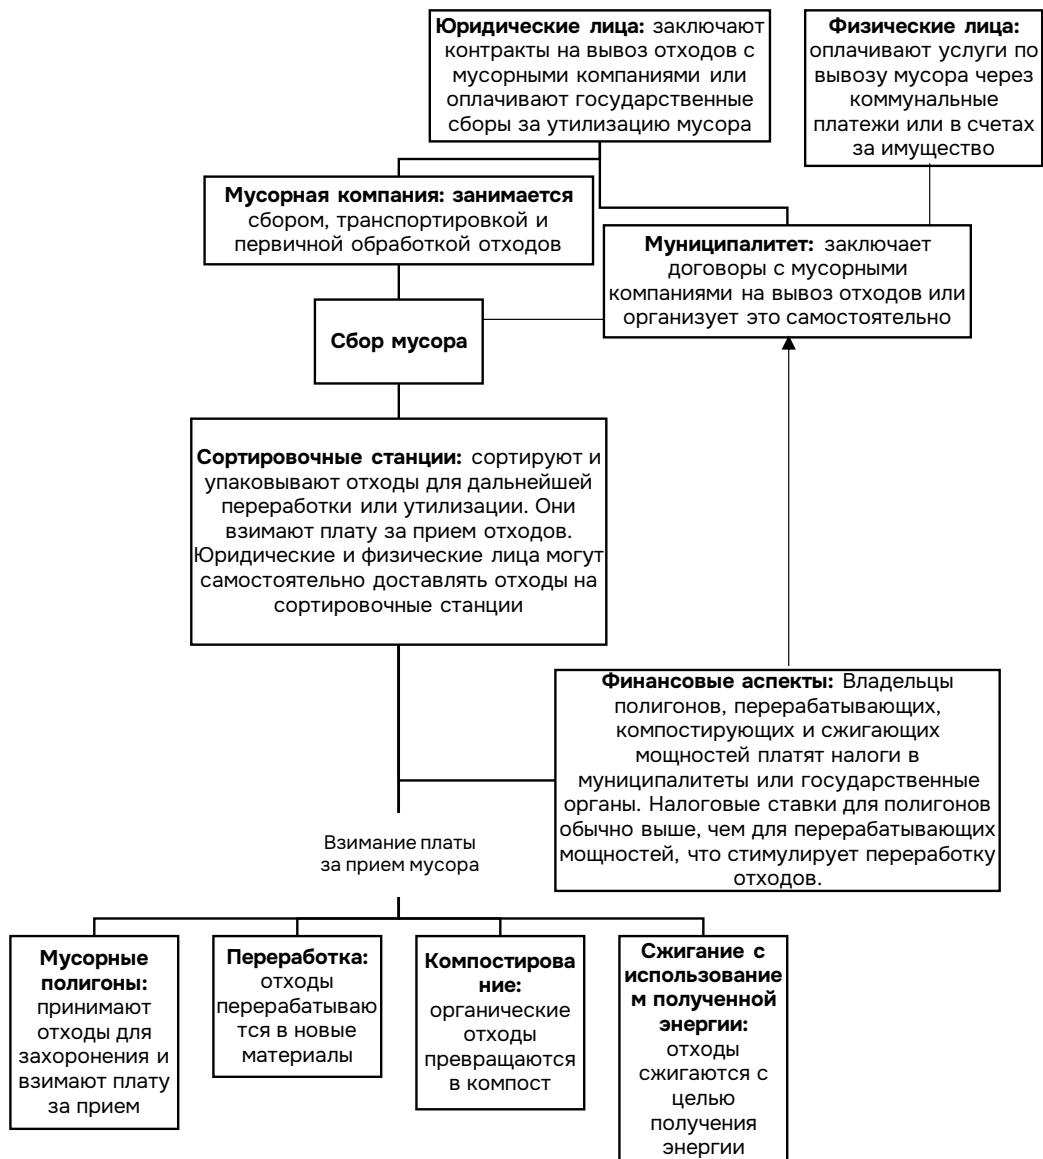 Юридические лица: заключают
контракты на вывоз отходов с
мусорными компаниями или
оплачивают государственные
сборы за утилизацию мусора
Физические лица:
оплачивают услуги по
вывозу мусора через
коммунальные
платежи или в счетах
за имущество
Мусорная компания: занимается
сбором, транспортировкой и
первичной обработкой отходов
Муниципалитет: заключает
договоры с мусорными
компаниями на вывоз отходов или
организует это самостоятельно
Сбор мусора
Сортировочные станции: сортируют и
упаковывают отходы для дальнейшей
переработки или утилизации. Они
взимают плату за прием отходов.
Юридические и физические лица могут
самостоятельно доставлять отходы на
сортировочные станции
Финансовые аспекты: Владельцы
полигонов, перерабатывающих,
компостирующих и сжигающих
мощностей платят налоги в
муниципалитеты или государственные
органы. Налоговые ставки для полигонов
обычно выше, чем для перерабатывающих
мощностей, что стимулирует переработку
отходов.
Взимание платы
за прием мусора
Мусорные
полигоны:
принимают
отходы для
захоронения и
взимают плату
за прием
Переработка:
отходы
перерабатываю
тся в новые
материалы
Компостирова
ние:
органические
отходы
превращаются
в компост
Сжигание с
использование
м полученной
энергии:
отходы
сжигаются с
целью
получения
энергии